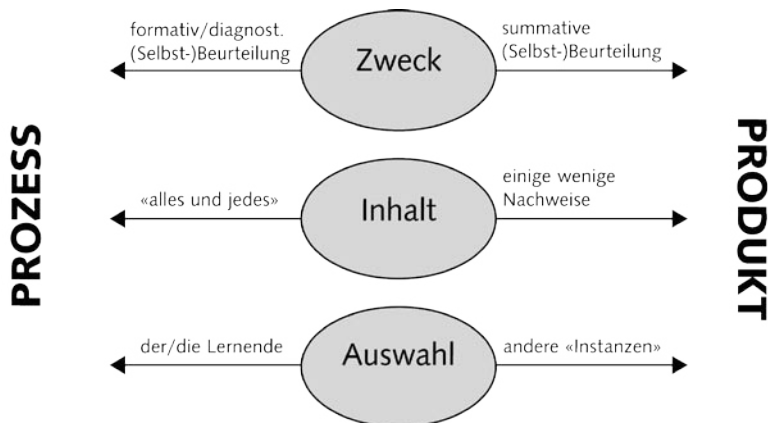 formativ/diagnost.
(Selbst-)Beurteilung
Zweck
summative
(Selbst-)Beurteilung
PROZESS
«alles und jedes»
Inhalt
einige wenige
Nachweise
PRODUKT
der/die Lernende
Auswahl
andere «Instanzen»